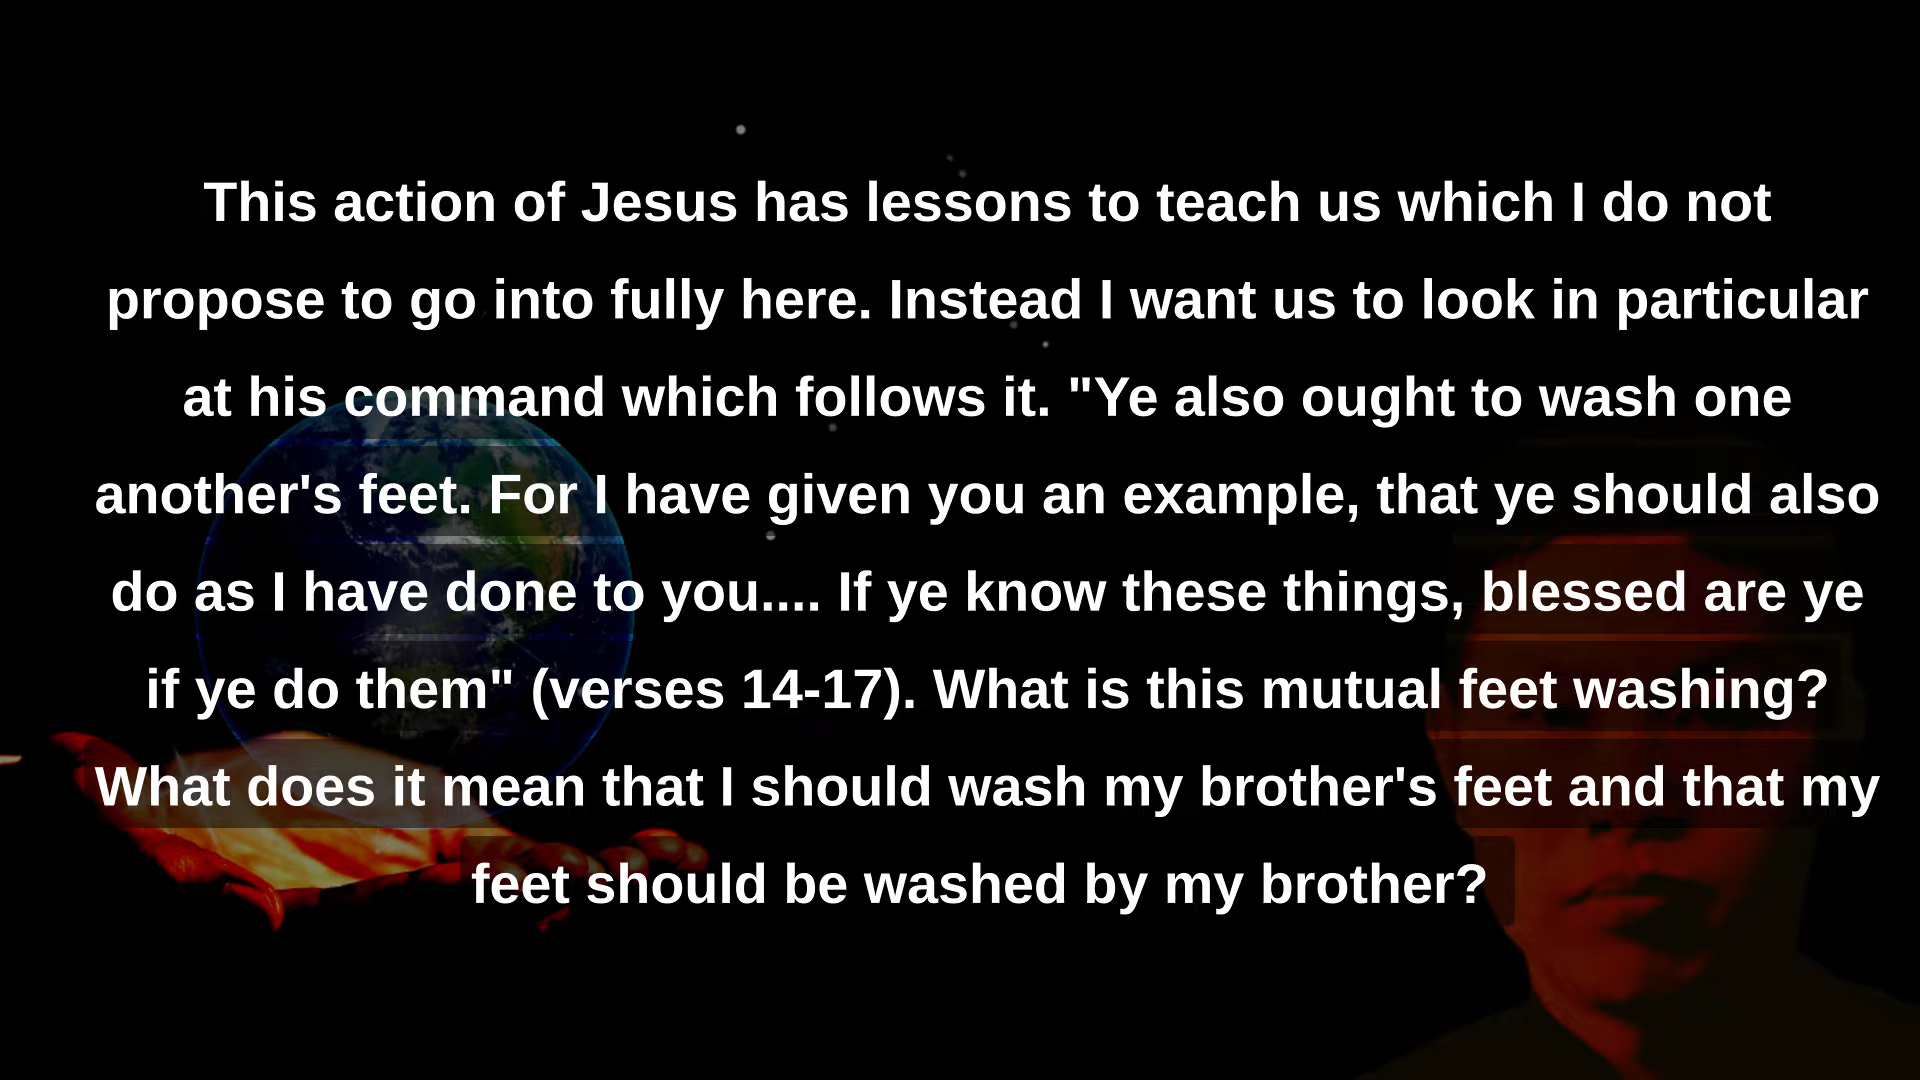 This action of Jesus has lessons to teach us which I do not
propose to go into fully here. Instead I want us to look in particular
at his command which follows it. "Ye also ought to wash one
another's feet. For I have given you an example, that ye should also
do as I have done to you.... If ye know these things, blessed are ye
if ye do them" (verses 14-17). What is this mutual feet washing?
What does it mean that I should wash my brother's feet and that my
feet should be washed by my brother?